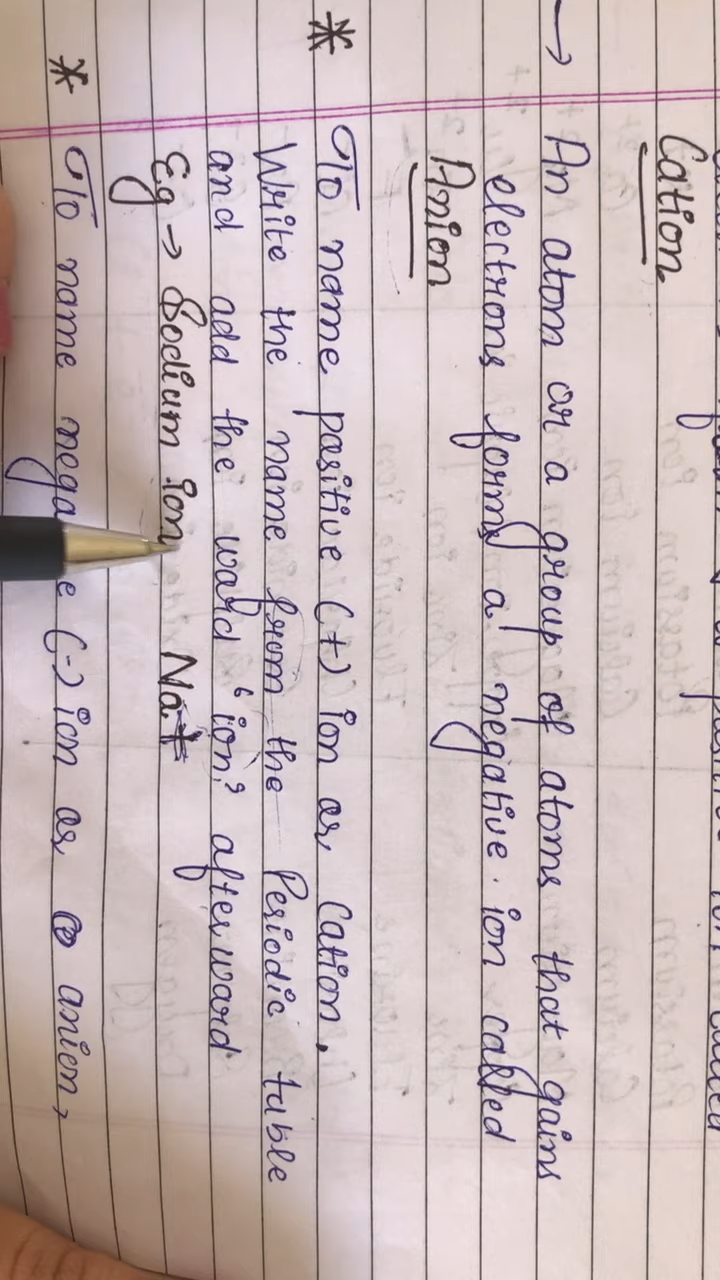 Cation
→ An atom or a group of atoms that gains
electrons forms a negative ion called
Anion
* To name positive (+) ion or, Cation,
Write the name from the Periodic table
and add the word 'ion' afterward
Eg → Sodium ion Na+
* To name nega e (-) ion or anion,